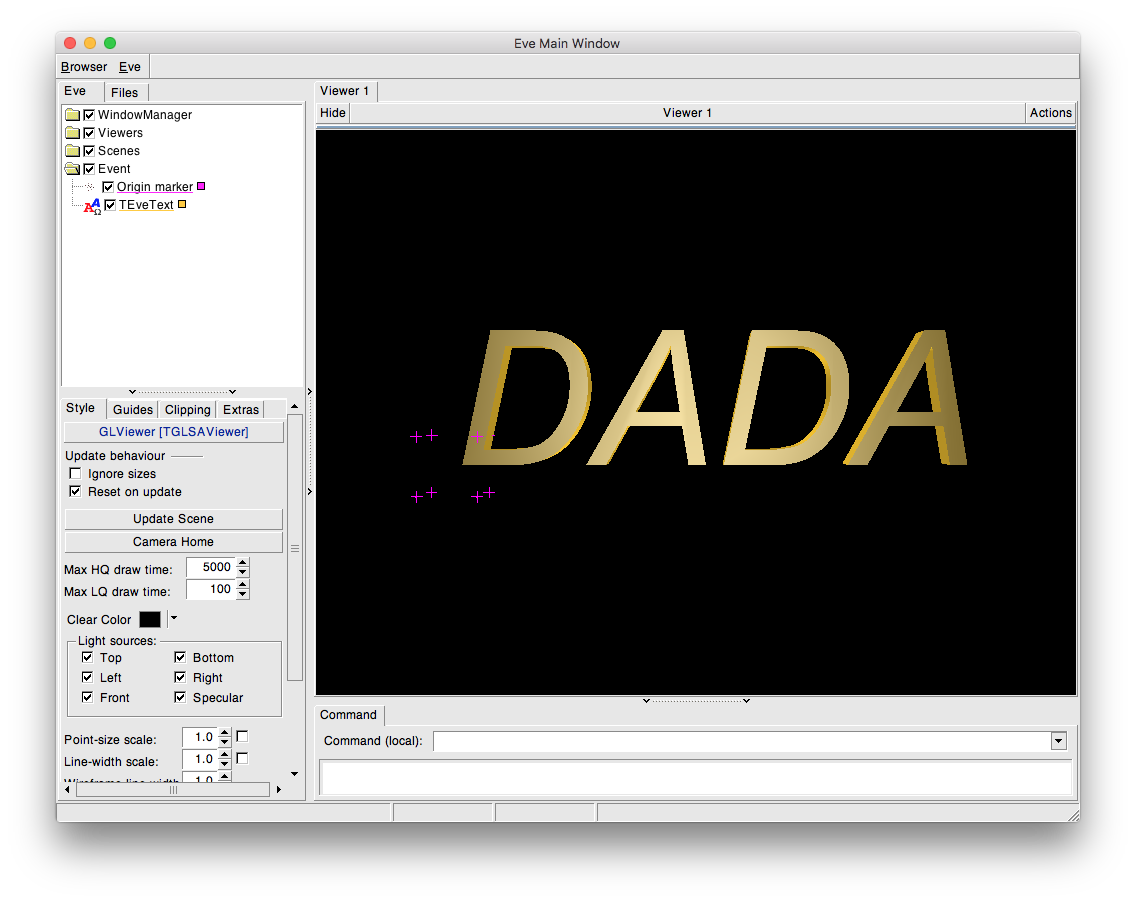 Eve Main Window
Browser Eve
Eve Files
WindowManager
Viewers
Scenes
Event
Origin marker
TEveText
Style Guides Clipping Extras
GLViewer [TGLSAViewer]
Update behaviour
Ignore sizes
Reset on update
Update Scene
Camera Home
Max HQ draw time: 5000
Max LQ draw time: 100
Clear Color
Light sources:
Top Bottom
Left Right
Front Specular
Point-size scale: 1.0
Line-width scale: 1.0
Wireframe line-width 1.0
Viewer 1
Hide Viewer 1 Actions
DADA
Command
Command (local):